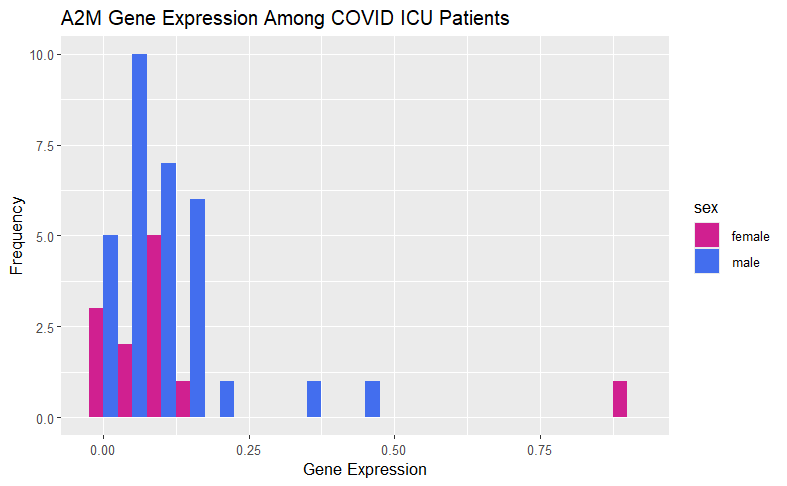 A2M Gene Expression Among COVID ICU Patients
10.0
7.5
5.0
2.5
0.0
Frequency
0.00 0.25 0.50 0.75
Gene Expression
sex
female
male